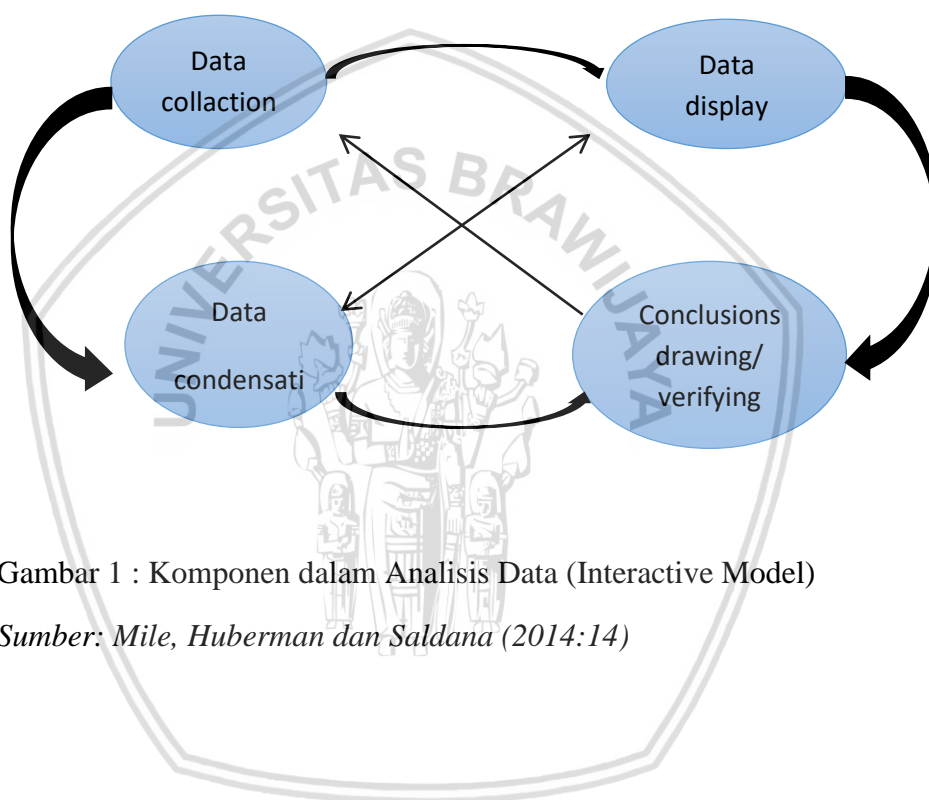 Data
collaction
Data
display
UNIVERSITAS BRAWIJAYA
Data
condensati
Conclusions
drawing/
verifying
Gambar 1 : Komponen dalam Analisis Data (Interactive Model)
Sumber: Mile, Huberman dan Saldana (2014:14)